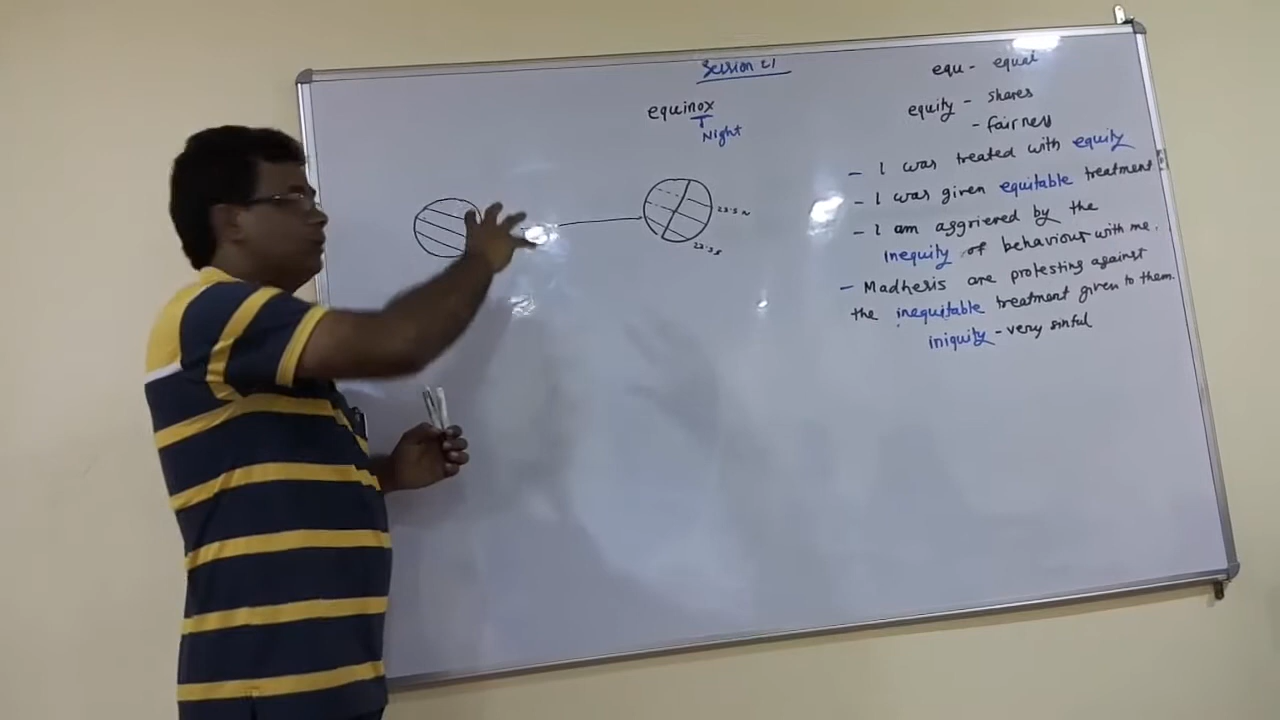 Session 21
equinox
Night
23.5 N
23.5 S
equ - equal
equity - shares
- fairness
- I was treated with equity
- I was given equitable treatment
- I am aggrieved by the
inequity of behaviour with me.
- Madhesis are protesting against
the inequitable treatment given to them.
iniquity - very sinful